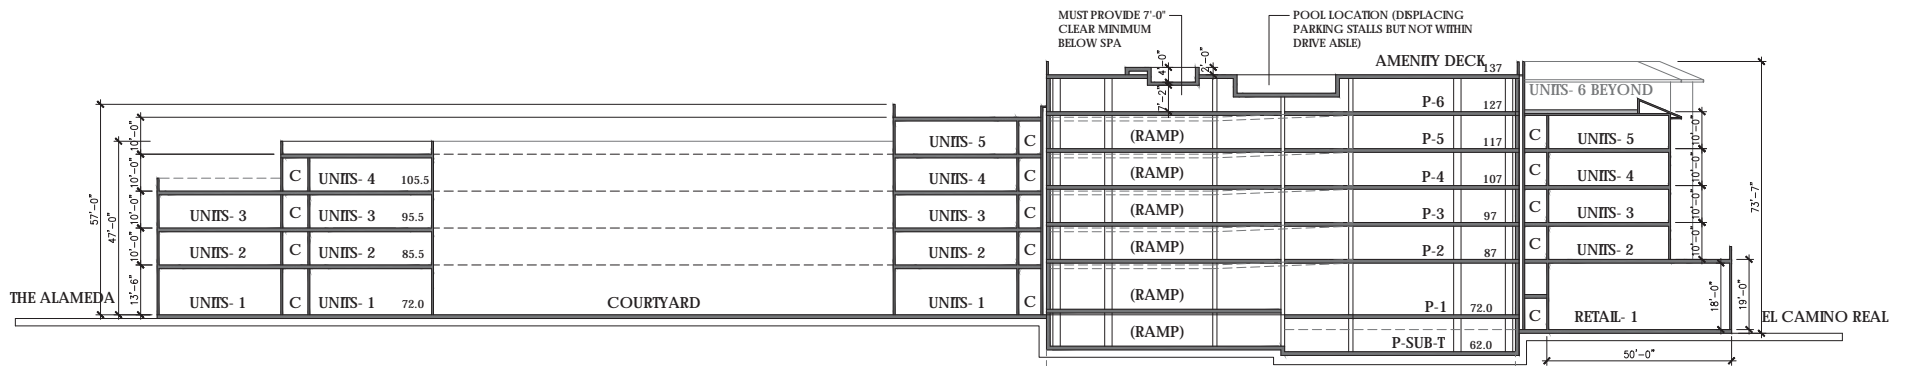 MUST PROVIDE 7'-0"
CLEAR MINIMUM
BELOW SPA
POOL LOCATION (DISPLACING
PARKING STALLS BUT NOT WITHIN
DRIVE AISLE)
AMENITY DECK
137
4'-0"
2'-0"
7'-2"
UNITS- 6 BEYOND
P-6 127
(RAMP) P-5 117
(RAMP) P-4 107
(RAMP) P-3 97
(RAMP) P-2 87
(RAMP) P-1 72.0
(RAMP) P-SUB-T 62.0
57'-0"
47'-0"
10'-0"
10'-0"
10'-0"
10'-0"
13'-6"
C UNITS- 4 105.5
UNITS- 3 C UNITS- 3 95.5
UNITS- 2 C UNITS- 2 85.5
UNITS- 1 C UNITS- 1 72.0
THE ALAMEDA
COURTYARD
UNITS- 5 C
UNITS- 4 C
UNITS- 3 C
UNITS- 2 C
UNITS- 1 C
C UNITS- 5
C UNITS- 4
C UNITS- 3
C UNITS- 2
C RETAIL- 1
10'-0"
10'-0"
10'-0"
10'-0"
18'-0"
19'-0"
73'-7"
EL CAMINO REAL
50'-0"